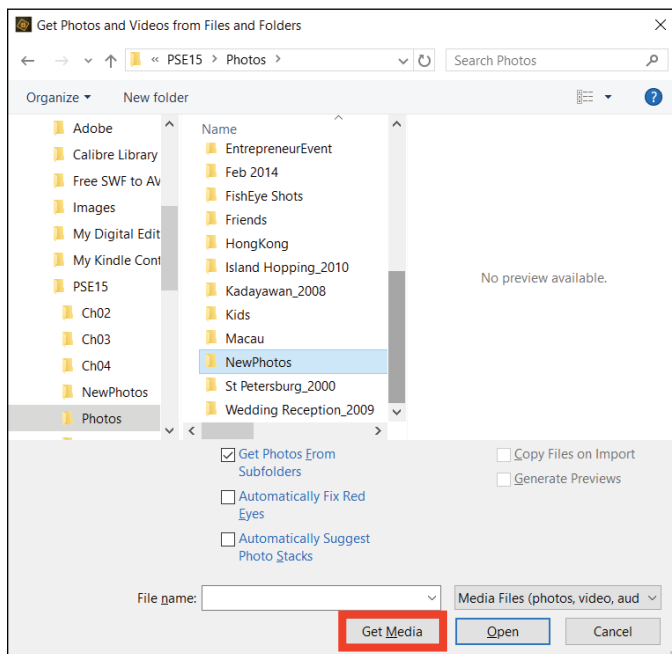 Get Photos and Videos from Files and Folders
« PSE15 > Photos >
Search Photos
Organize
New folder
Adobe
Calibre Library
Free SWF to AV
Images
My Digital Edit
My Kindle Cont
PSE15
Ch02
Ch03
Ch04
NewPhotos
Photos
Name
EntrepreneurEvent
Feb 2014
FishEye Shots
Friends
HongKong
Island Hopping_2010
Kadayawan_2008
Kids
Macau
NewPhotos
St Petersburg_2000
Wedding Reception_2009
No preview available.
Get Photos From
Subfolders
Automatically Fix Red
Eyes
Automatically Suggest
Photo Stacks
Copy Files on Import
Generate Previews
File name:
Media Files (photos, video, aud
Get Media
Open
Cancel